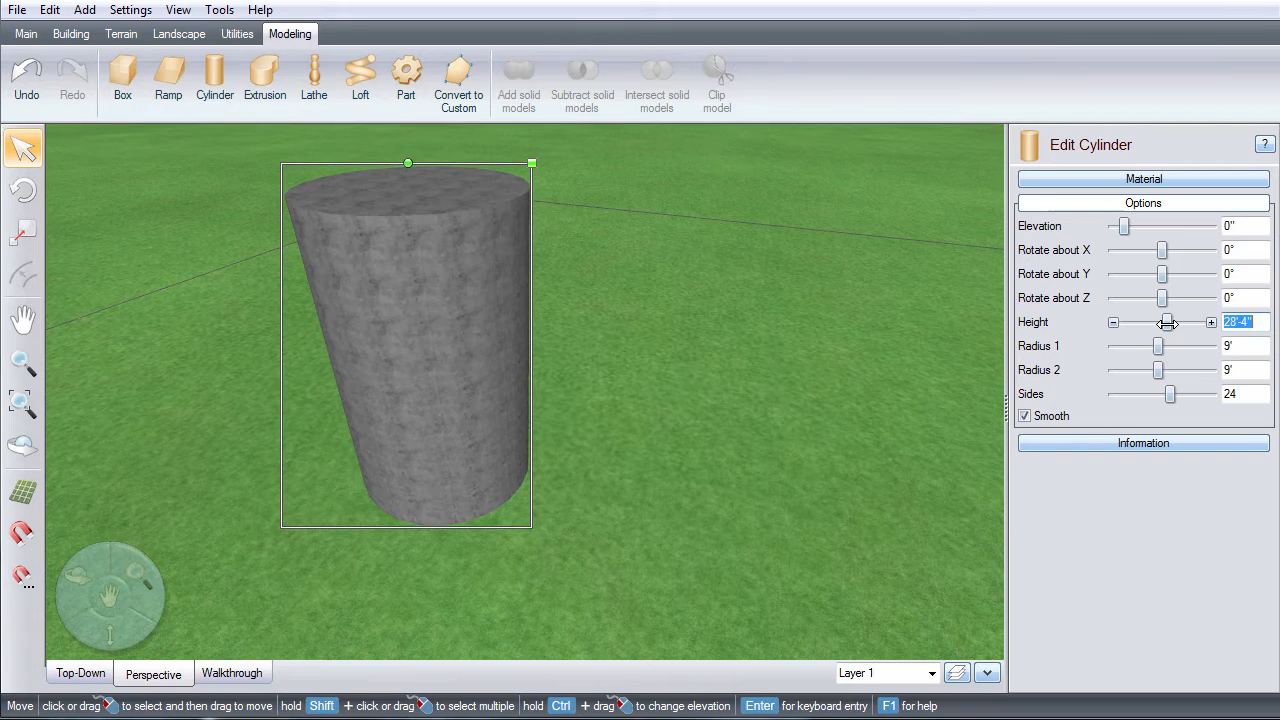 File Edit Add Settings View Tools Help
Main Building Terrain Landscape Utilities Modeling
Undo Redo Box Ramp Cylinder Extrusion Lathe Loft Part Convert to Custom Add solid models Subtract solid models Intersect solid models Clip model
Edit Cylinder ?
Material
Options
Elevation 0"
Rotate about X 0°
Rotate about Y 0°
Rotate about Z 0°
Height 28'-4"
Radius 1 9'
Radius 2 9'
Sides 24
Smooth
Information
Top-Down Perspective Walkthrough Layer 1
Move click or drag to select and then drag to move hold Shift + click or drag to select multiple hold Ctrl + drag to change elevation Enter for keyboard entry F1 for help